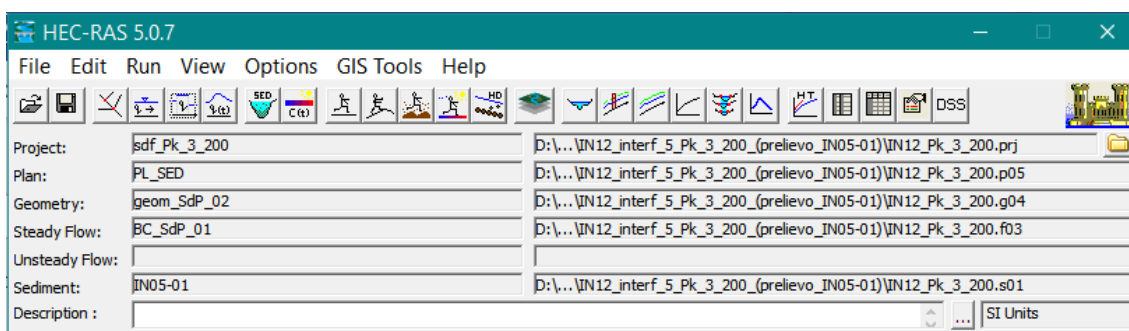 HEC-RAS 5.0.7
File Edit Run View Options GIS Tools Help
SED C(t) HD HT DSS
Project: sdf_Pk_3_200 D:\...\IN12_interf_5_Pk_3_200_(prelievo_IN05-01)\IN12_Pk_3_200.prj
Plan: PL_SED D:\...\IN12_interf_5_Pk_3_200_(prelievo_IN05-01)\IN12_Pk_3_200.p05
Geometry: geom_SdP_02 D:\...\IN12_interf_5_Pk_3_200_(prelievo_IN05-01)\IN12_Pk_3_200.g04
Steady Flow: BC_SdP_01 D:\...\IN12_interf_5_Pk_3_200_(prelievo_IN05-01)\IN12_Pk_3_200.f03
Unsteady Flow:
Sediment: IN05-01 D:\...\IN12_interf_5_Pk_3_200_(prelievo_IN05-01)\IN12_Pk_3_200.s01
Description : ... SI Units